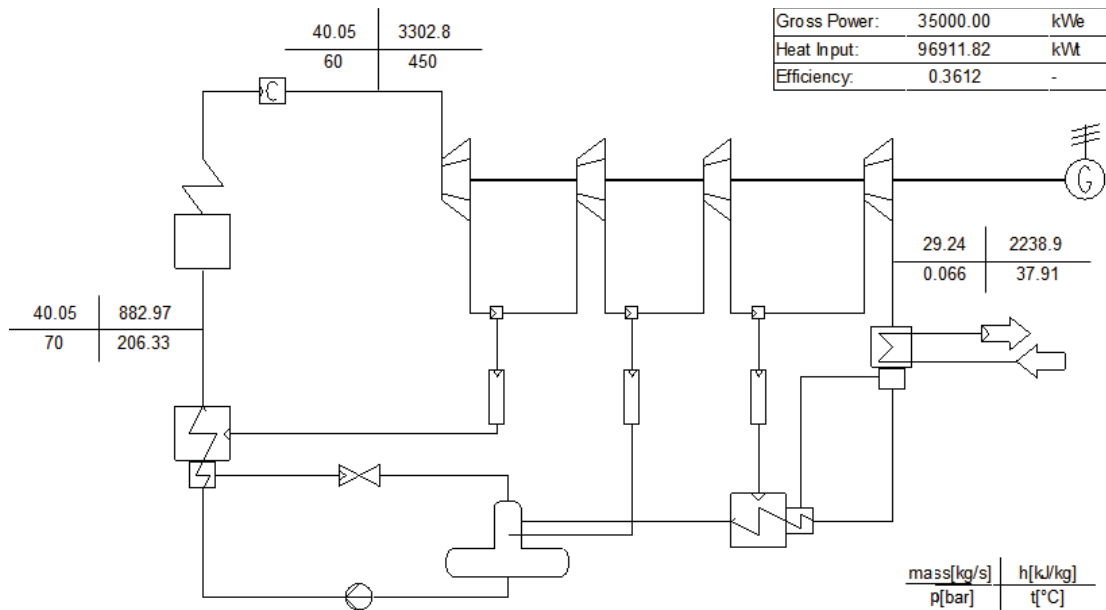 40.05 3302.8
60 450
Gross Power: 35000.00 kWe
Heat Input: 96911.82 kWt
Efficiency: 0.3612 -
C
G
29.24 2238.9
0.066 37.91
40.05 882.97
70 206.33
mass[kg/s] h[kJ/kg]
p[bar] t[°C]